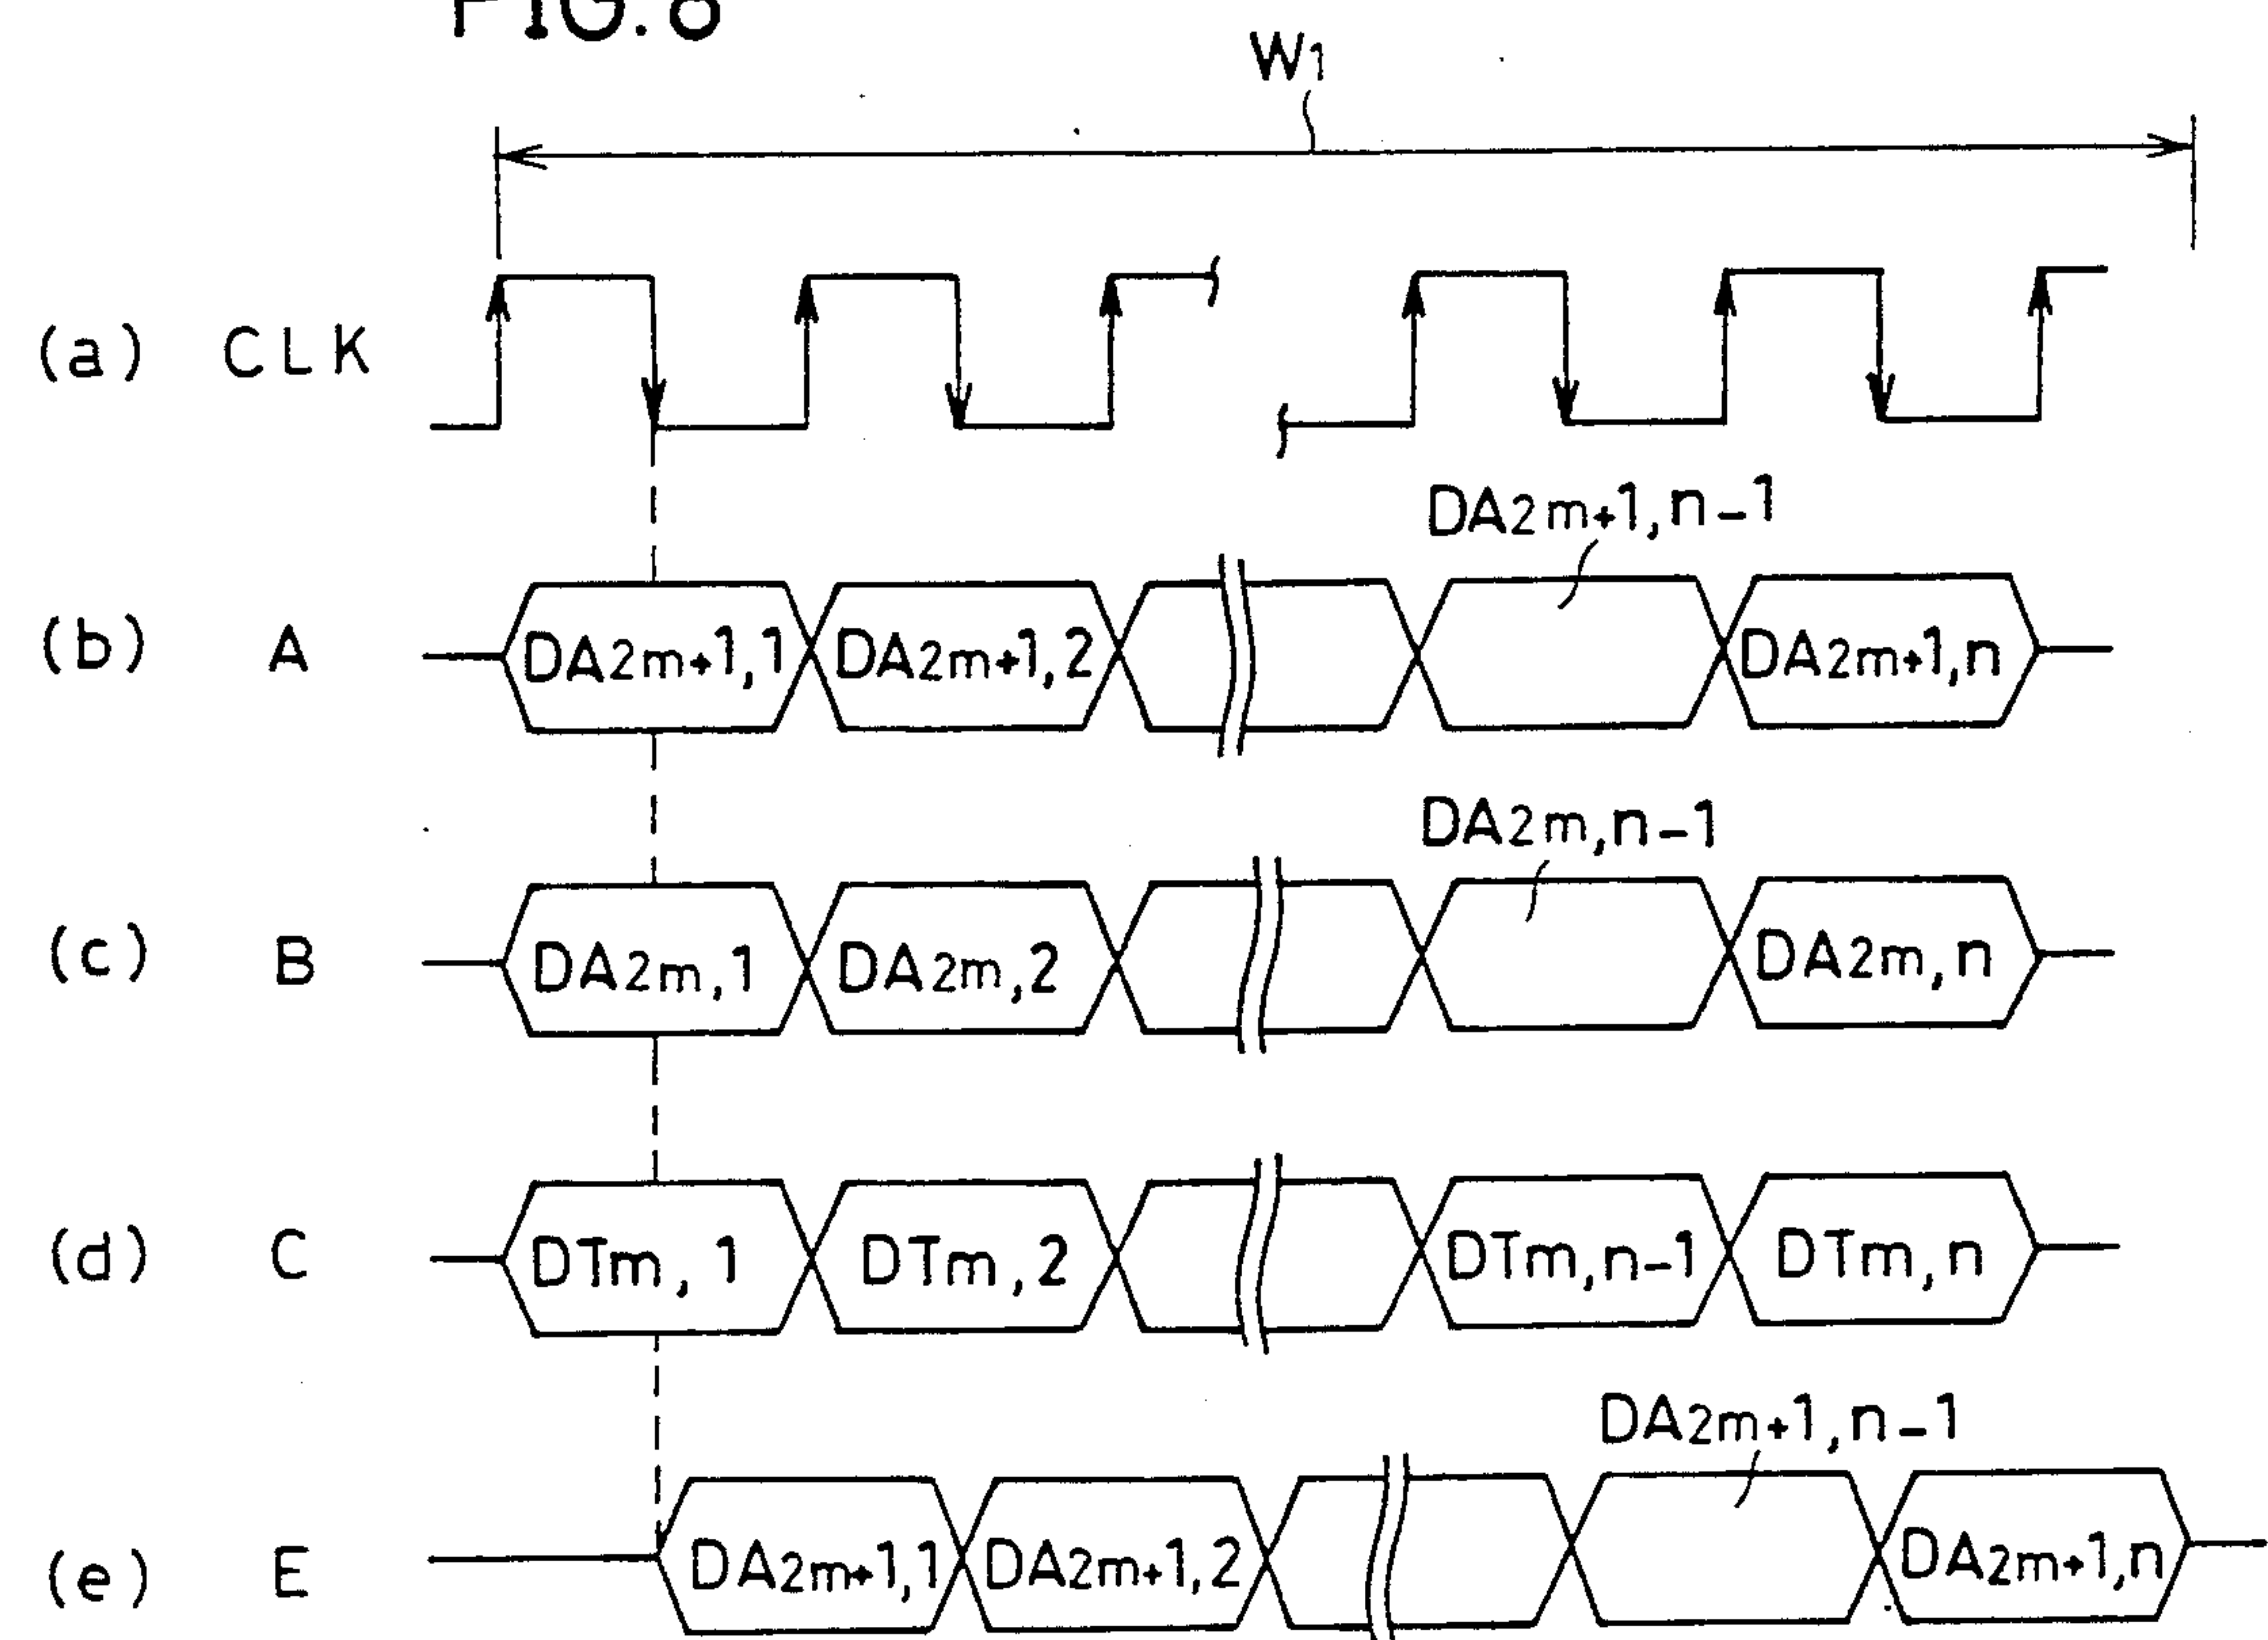 FIG.8
W1
(a) CLK
DA2m+1,n-1
(b) A DA2m+1,1 DA2m+1,2 DA2m+1,n
DA2m,n-1
(c) B DA2m,1 DA2m,2 DA2m,n
(d) C DTm,1 DTm,2 DTm,n-1 DTm,n
DA2m+1,n-1
(e) E DA2m+1,1 DA2m+1,2 DA2m+1,n